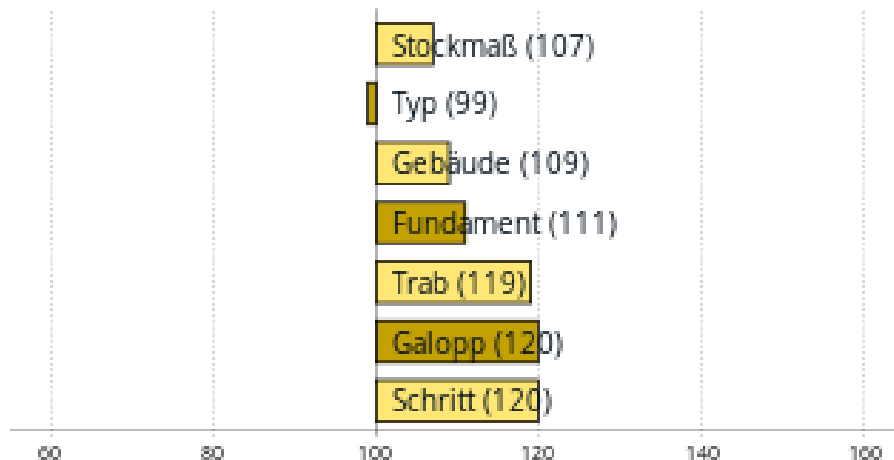 Stockmaß (107)
Typ (99)
Gebäude (109)
Fundament (111)
Trab (119)
Galopp (120)
Schritt (120)
60 80 100 120 140 160